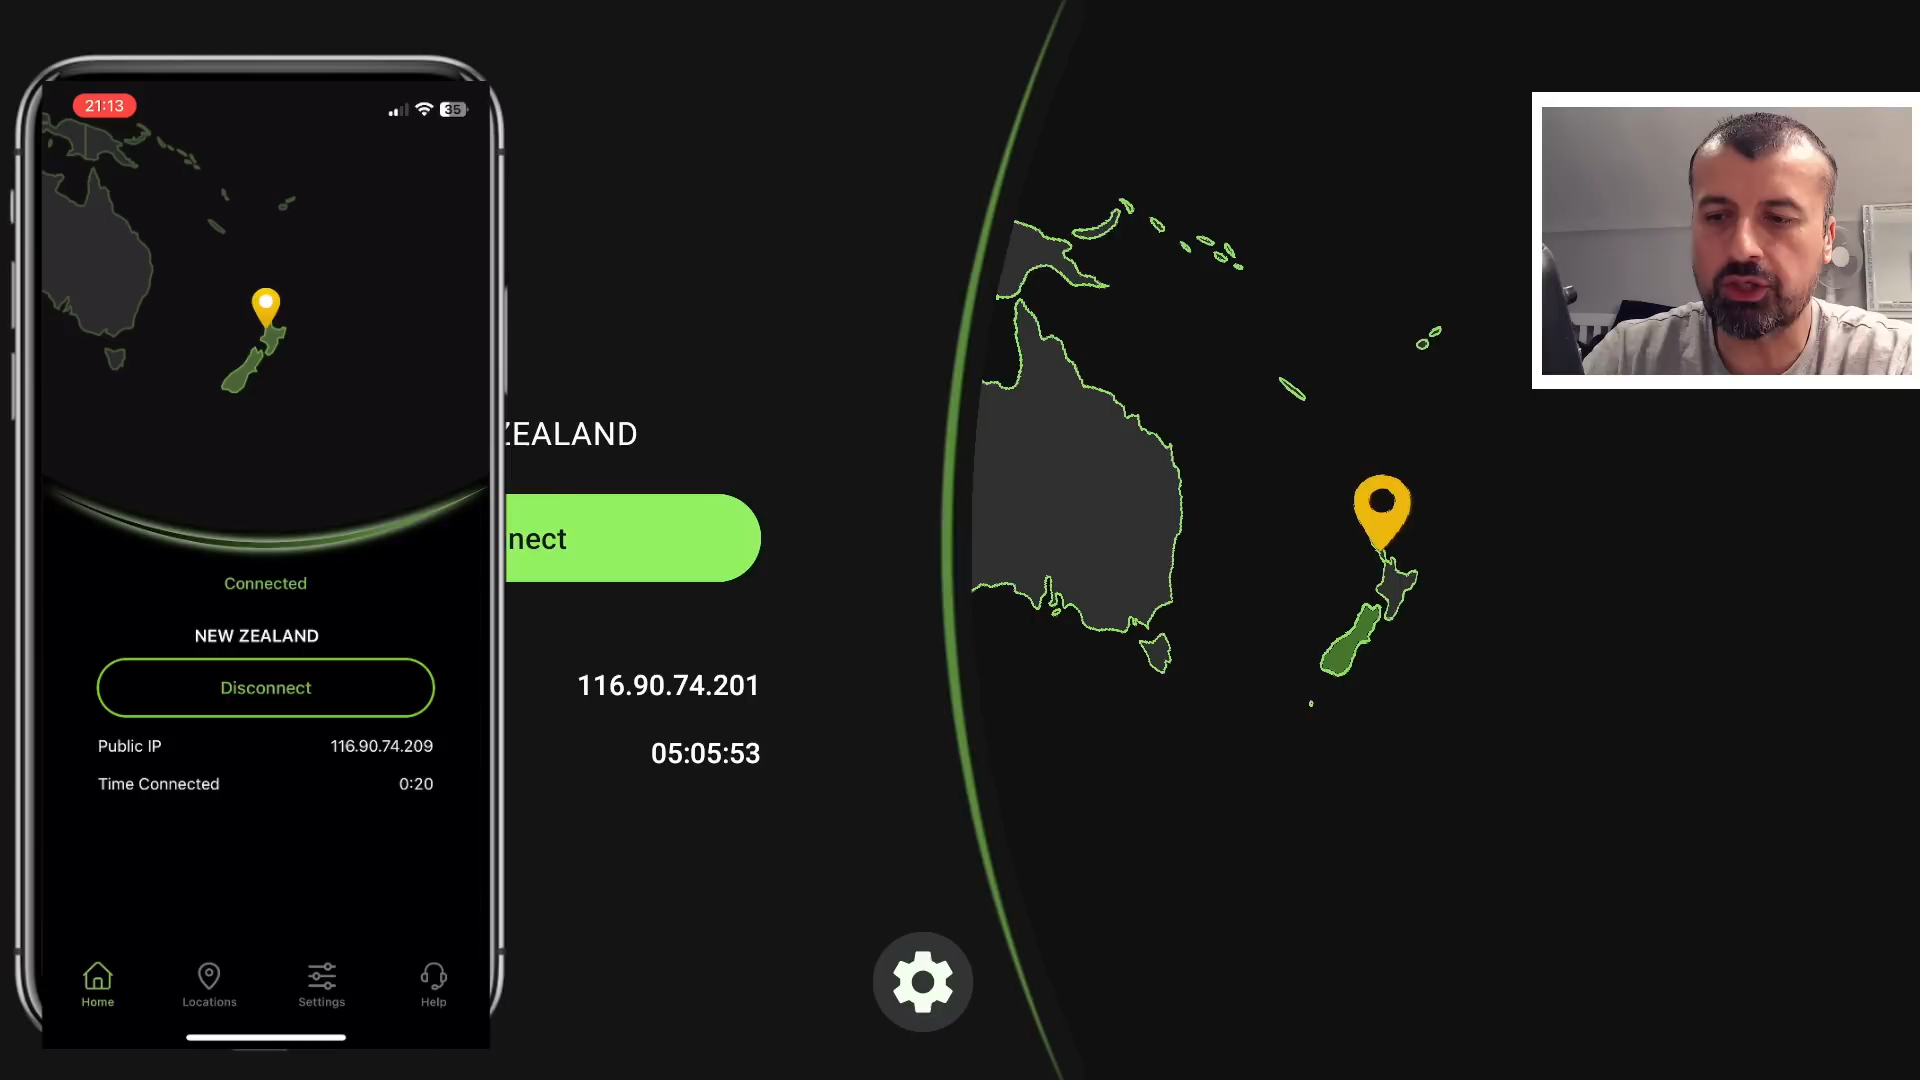 21:13
35
Connected
NEW ZEALAND
Disconnect
Public IP 116.90.74.209
Time Connected 0:20
Home Locations Settings Help
ZEALAND
nect
116.90.74.201
05:05:53